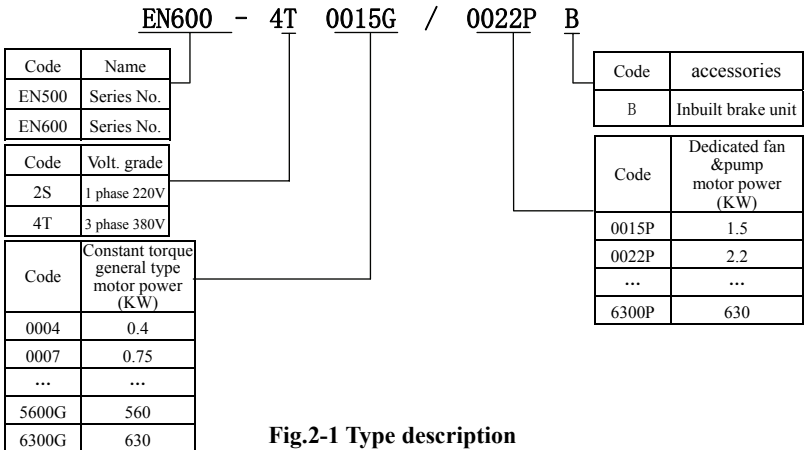 EN600 - 4T 0015G / 0022P B
Code Name
EN500 Series No.
EN600 Series No.
Code Volt. grade
2S 1 phase 220V
4T 3 phase 380V
Code Constant torque
general type
motor power
(KW)
0004 0.4
0007 0.75
... ...
5600G 560
6300G 630
Code accessories
B Inbuilt brake unit
Code Dedicated fan
&pump
motor power
(KW)
0015P 1.5
0022P 2.2
... ...
6300P 630
Fig.2-1 Type description